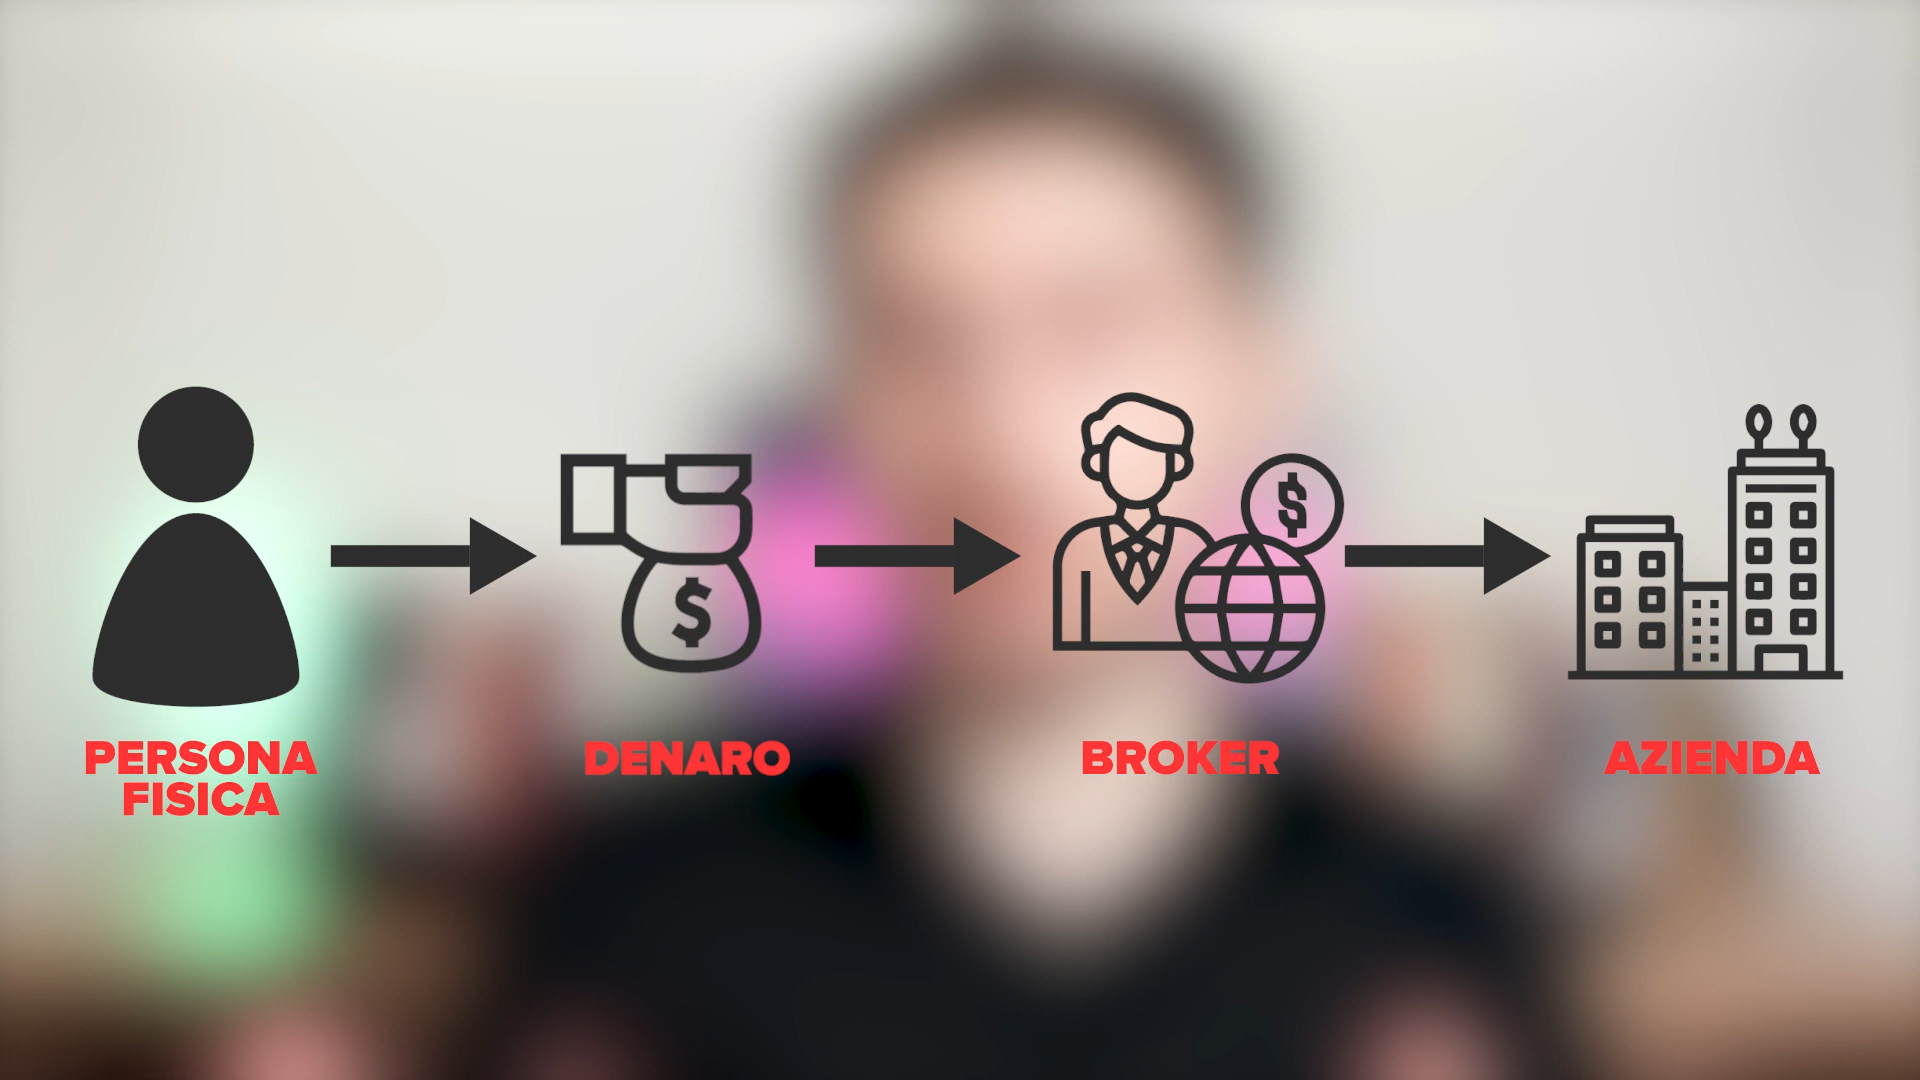 PERSONA
FISICA
DENARO
BROKER
AZIENDA
$
$